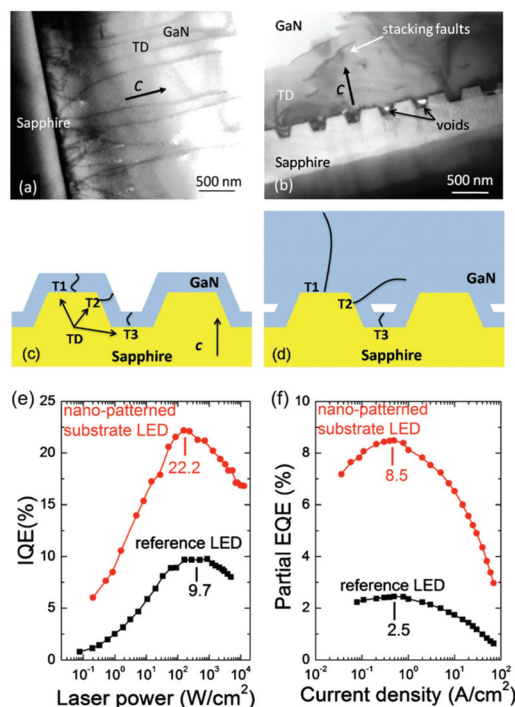 GaN
TD
C
Sapphire
(a)
500 nm
GaN
stacking faults
C
TD
voids
Sapphire
(b)
500 nm
T1
T2
GaN
T3
TD
C
(c)
Sapphire
T1
GaN
T2
T3
(d)
Sapphire
(e)
25
20
15
10
5
0
IQE(%)
nano-patterned
substrate LED
22.2
reference LED
9.7
10⁻¹ 10⁰ 10¹ 10² 10³ 10⁴
Laser power (W/cm²)
(f)
10
8
6
4
2
0
Partial EQE (%)
nano-patterned
substrate LED
8.5
reference LED
2.5
10⁻² 10⁻¹ 10⁰ 10¹ 10²
Current density (A/cm²)